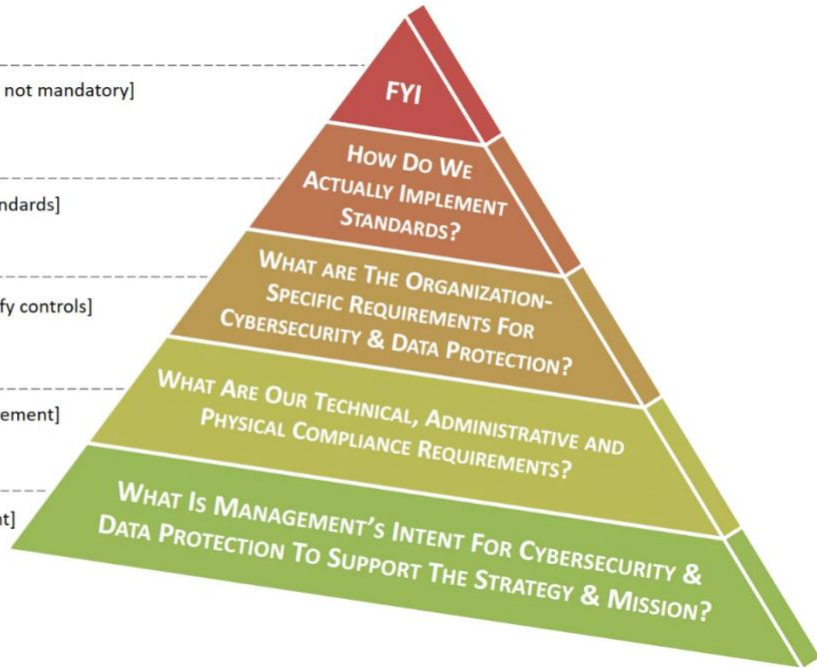 FYI
not mandatory]
HOW DO WE
ACTUALLY IMPLEMENT
STANDARDS?
ndards]
WHAT ARE THE ORGANIZATION-
SPECIFIC REQUIREMENTS FOR
CYBERSECURITY & DATA PROTECTION?
fy controls]
WHAT ARE OUR TECHNICAL, ADMINISTRATIVE AND
PHYSICAL COMPLIANCE REQUIREMENTS?
ement]
WHAT IS MANAGEMENT'S INTENT FOR CYBERSECURITY &
DATA PROTECTION TO SUPPORT THE STRATEGY & MISSION?
t]